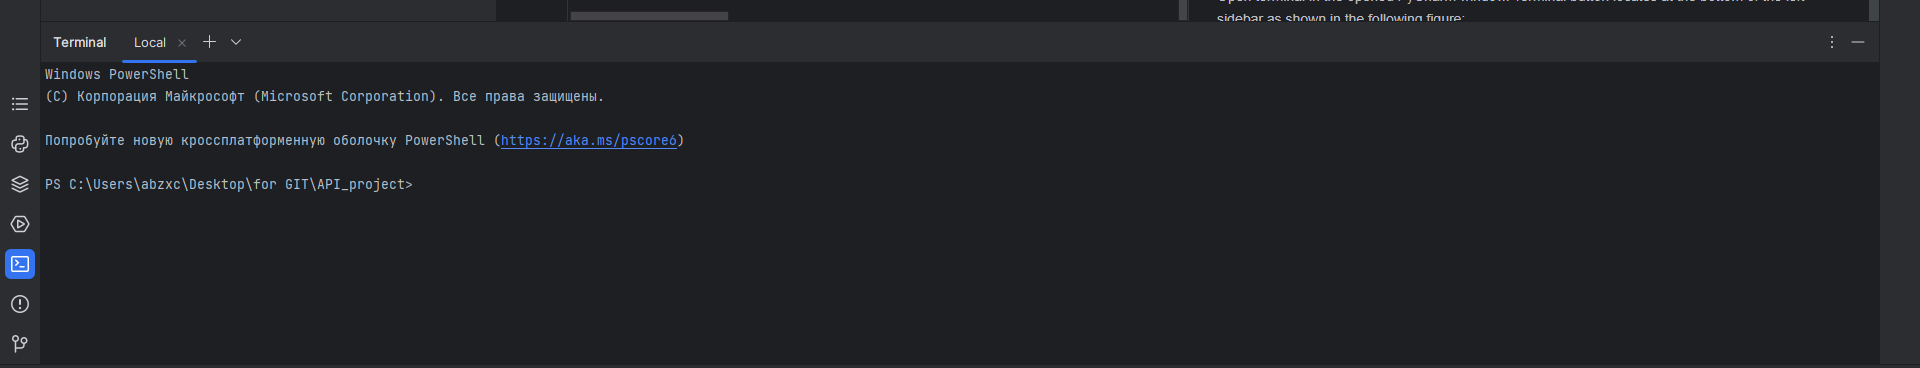 sidebar as shown in the following figure:
Terminal
Local
Windows PowerShell
(C) Корпорация Майкрософт (Microsoft Corporation). Все права защищены.
Попробуйте новую кроссплатформенную оболочку PowerShell (https://aka.ms/pscore6)
PS C:\Users\abzxc\Desktop\for GIT\API_project>